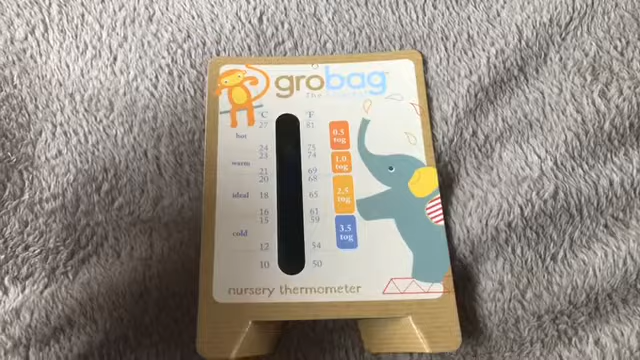 grobag
°C °F
27 81 0.5
hot tog
24 75
23 74 1.0
warm tog
21 69
20 68
ideal 18 65 2.5
tog
16 61
15 59
cold 3.5
tog
12 54
10 50
nursery thermometer